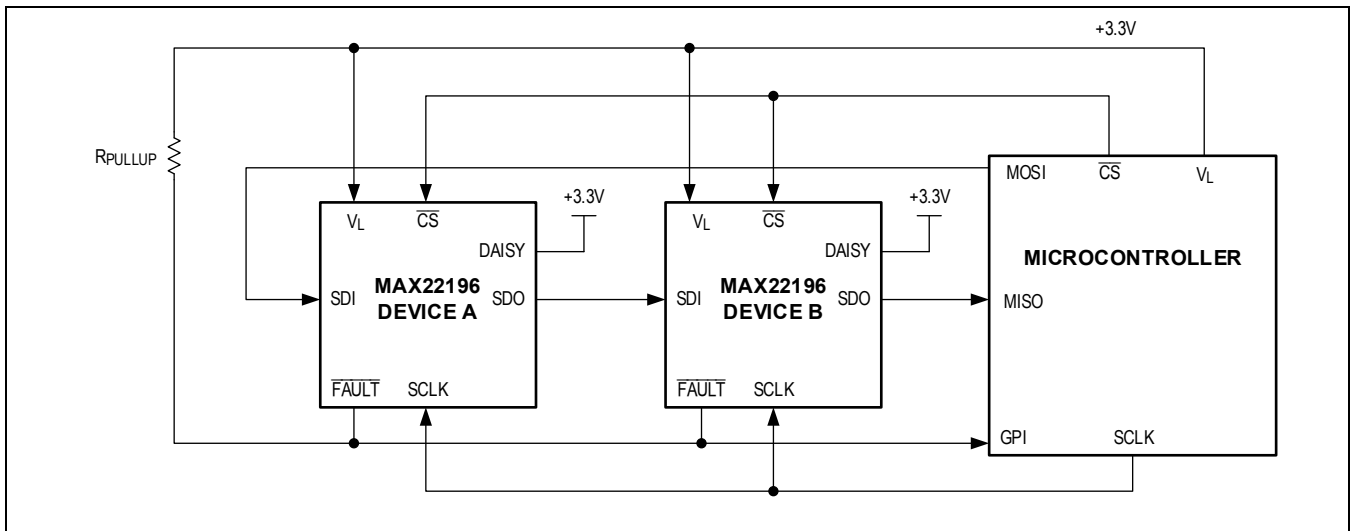 +3.3V
RPULLUP
MOSI
CS
VL
+3.3V
+3.3V
VL
CS
VL
CS
DAISY
DAISY
MICROCONTROLLER
MAX22196
DEVICE A
MAX22196
DEVICE B
SDI
SDO
SDI
SDO
MISO
FAULT
SCLK
FAULT
SCLK
GPI
SCLK